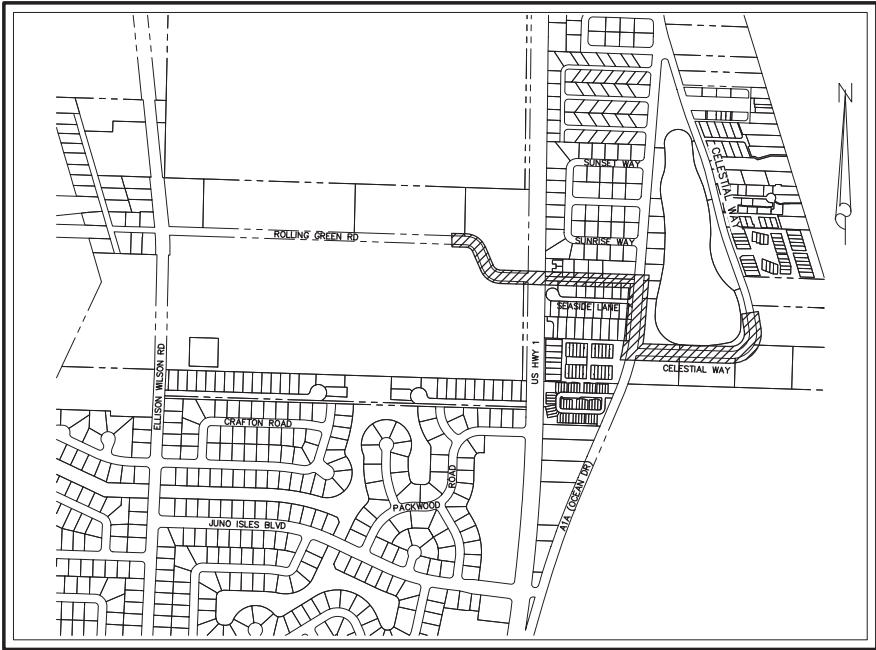 N
CELESTIAL WAY
SUNSET WAY
ROLLING GREEN RD
SUNRISE WAY
SEASIDE LANE
US HWY 1
ELLISON WILSON RD
CELESTIAL WAY
CRAFTON ROAD
ROAD
PACKWOOD
A1A (OCEAN DR)
JUNO ISLES BLVD